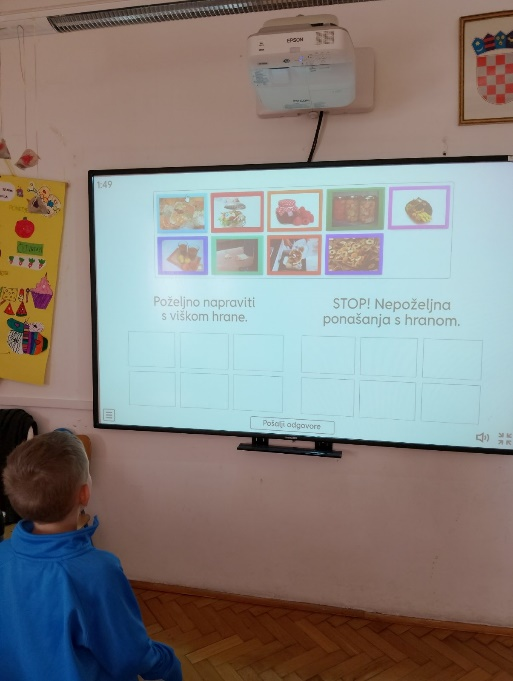 EPSON
1:49
Poželjno napraviti
s viškom hrane.
STOP! Nepoželjna
ponašanja s hranom.
Pošalji odgovore